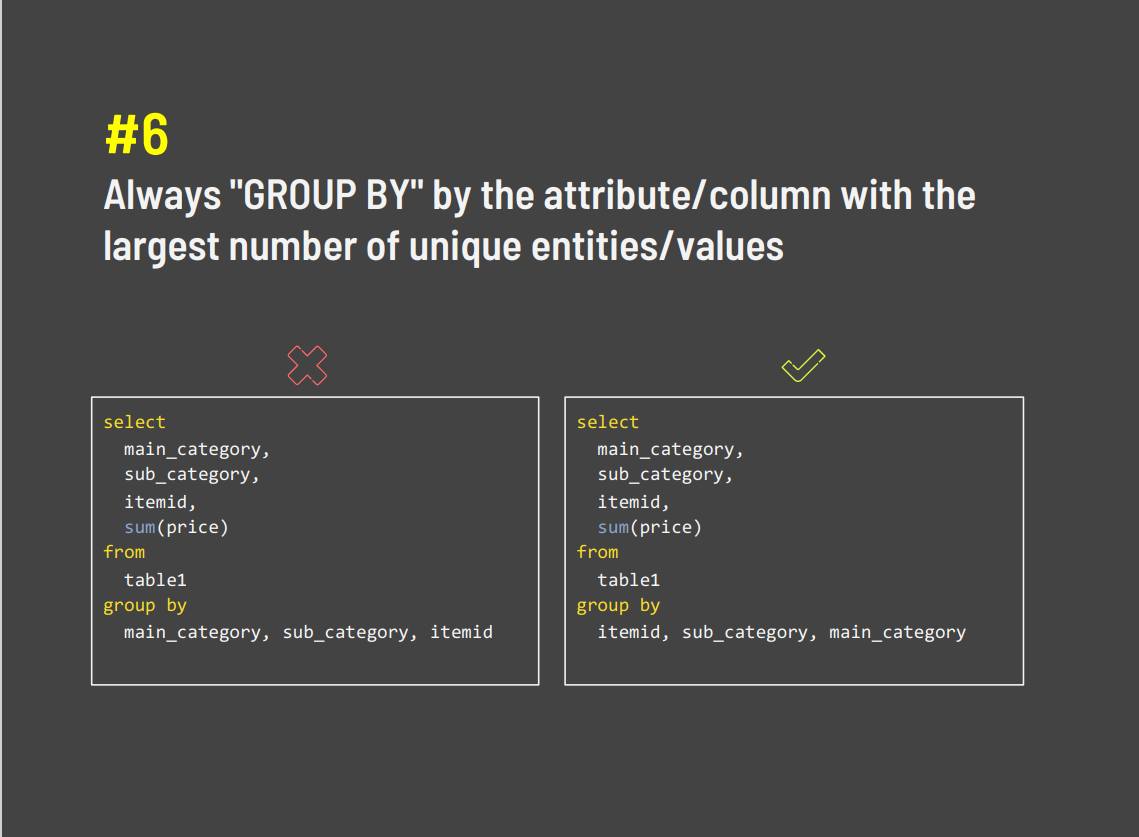 #6
Always "GROUP BY" by the attribute/column with the
largest number of unique entities/values
select
main_category,
sub_category,
itemid,
sum(price)
from
table1
group by
main_category, sub_category, itemid
select
main_category,
sub_category,
itemid,
sum(price)
from
table1
group by
itemid, sub_category, main_category